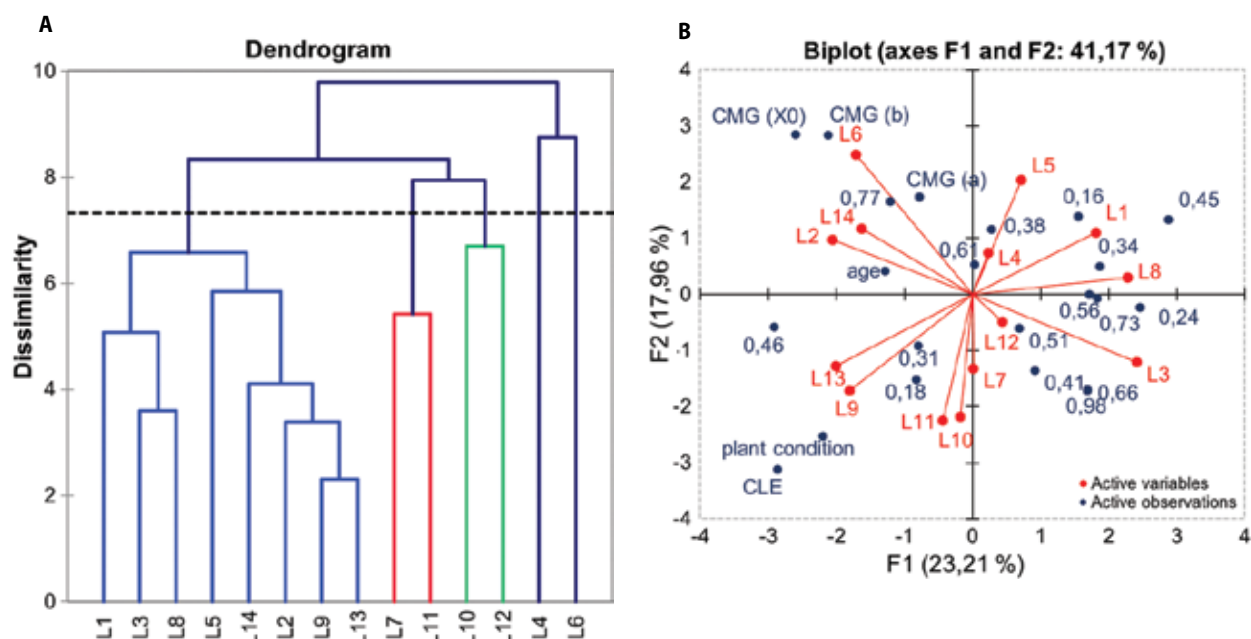 A
Dendrogram
10
8
6
4
2
0
Dissimilarity
L1
L3
L8
L5
L14
L2
L9
L13
L7
L11
L10
L12
L4
L6
B
Biplot (axes F1 and F2: 41,17 %)
4
3
2
1
0
-1
-2
-3
-4
F2 (17,96 %)
CMG (X0)
CMG (b)
L6
CMG (a)
L5
0,77
0,16
0,45
L14
0,38
L1
L2
0,61
L4
0,34
age
L8
0,56
0,73
0,24
0,46
0,31
L12
0,51
L13
0,18
L7
0,41
0,66
L3
L9
0,98
L11
L10
plant condition
CLE
Active variables
Active observations
-4
-3
-2
-1
0
1
2
3
4
F1 (23,21 %)